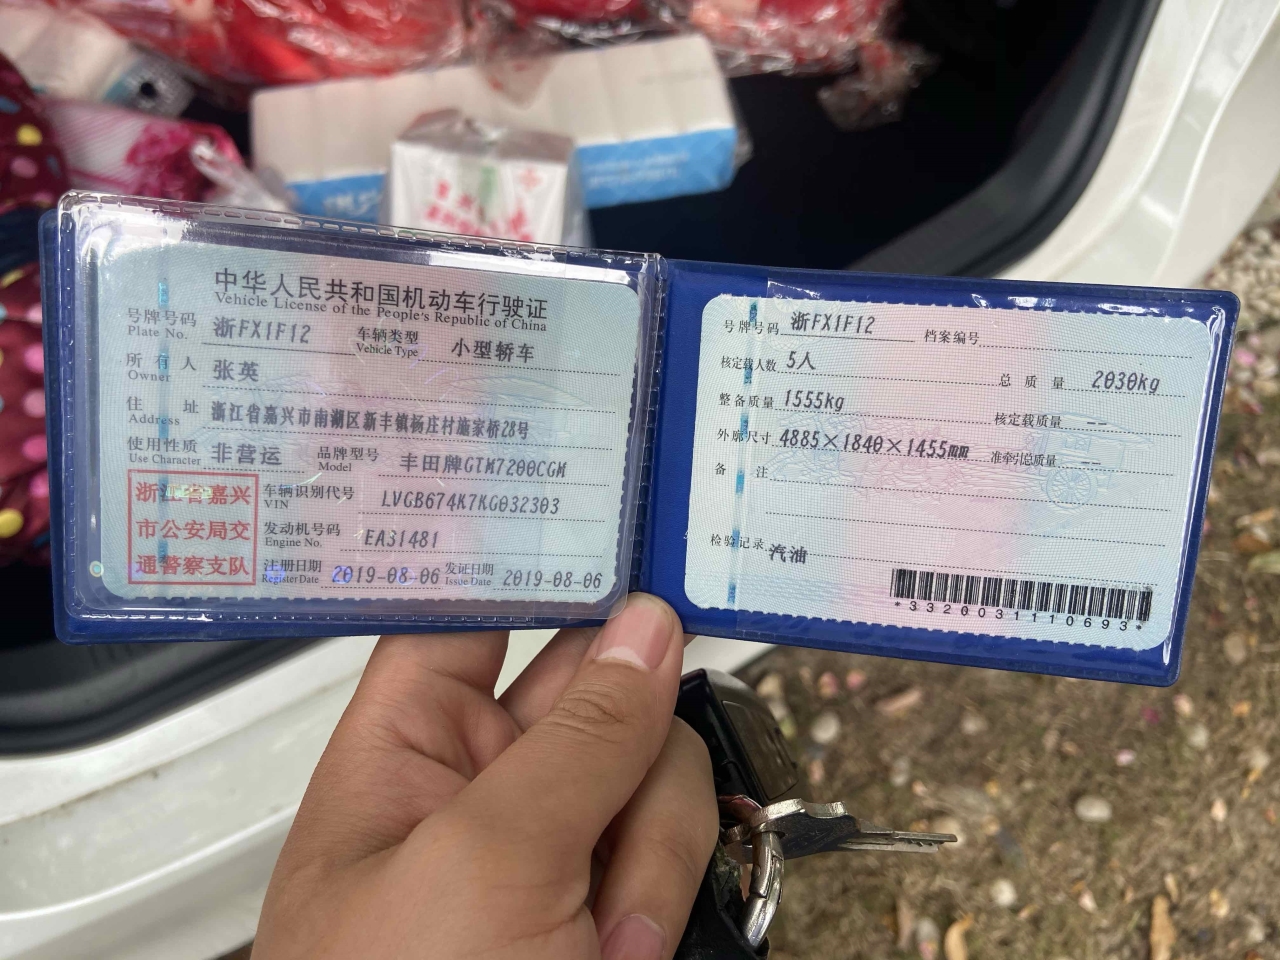 中华人民共和国机动车行驶证
Vehicle License of the People's Republic of China
号牌号码 浙FX1F12 车辆类型 小型轿车
Plate No. Vehicle Type
所有人 张英
Owner
住址 浙江省嘉兴市南湖区新丰镇杨庄村施家桥28号
Address
使用性质 非营运 品牌型号 丰田牌GTM7200CGM
Use Character Model
浙江省嘉兴
市公安局交
通警察支队
车辆识别代号 LVGB674K7KG032303
VIN
发动机号码 EA31481
Engine No.
注册日期 2019-08-06 发证日期 2019-08-06
Register Date Issue Date
号牌号码 浙FX1F12 档案编号
核定载人数 5人 总质量 2030kg
整备质量 1555kg 核定载质量 --
外廓尺寸 4885×1840×1455mm 准牵引总质量 --
备注
检验记录 汽油
*3320031110693*